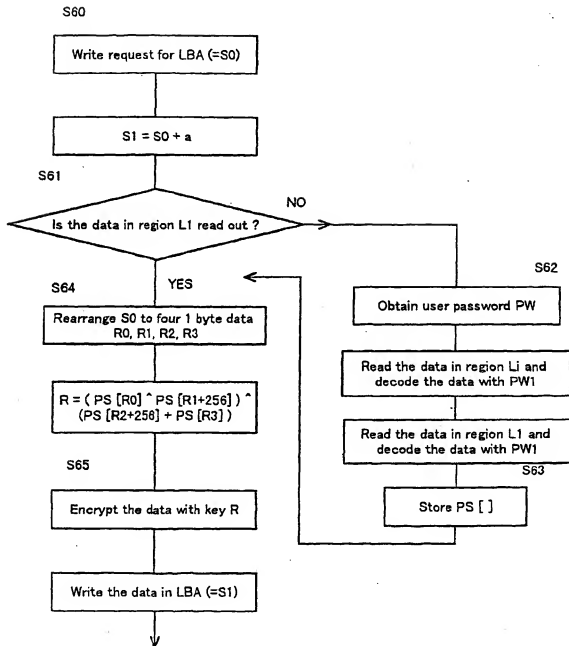 S60
Write request for LBA (=S0)
S1 = S0 + a
S61
Is the data in region L1 read out ?
NO
YES
S62
S64
Obtain user password PW
Rearrange S0 to four 1 byte data
R0, R1, R2, R3
Read the data in region Li and
decode the data with PW1
R = ( PS [R0] ^ PS [R1+256] ) ^
(PS [R2+256] + PS [R3] )
Read the data in region L1 and
decode the data with PW1
S63
S65
Store PS [ ]
Encrypt the data with key R
Write the data in LBA (=S1)